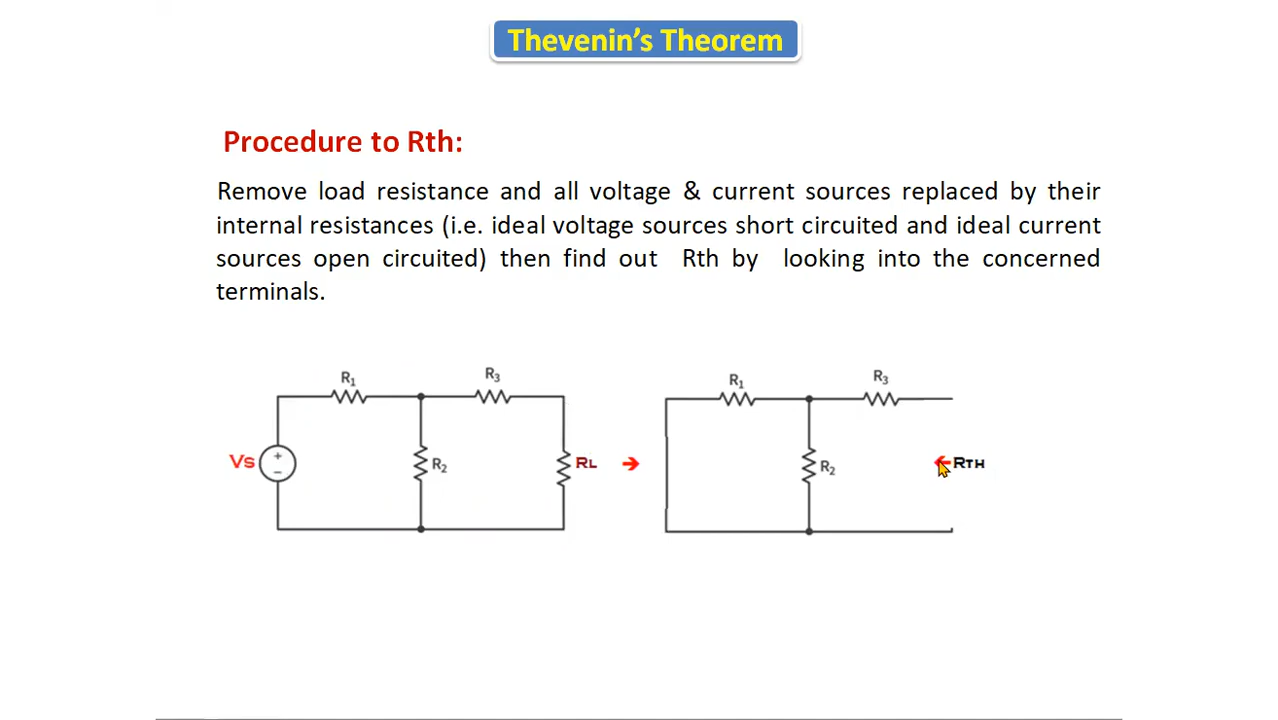 Thevenin's Theorem
Procedure to Rth:
Remove load resistance and all voltage & current sources replaced by their
internal resistances (i.e. ideal voltage sources short circuited and ideal current
sources open circuited) then find out Rth by looking into the concerned
terminals.
R1 R3 R1 R3
Vs + − R2 RL R2 RTH